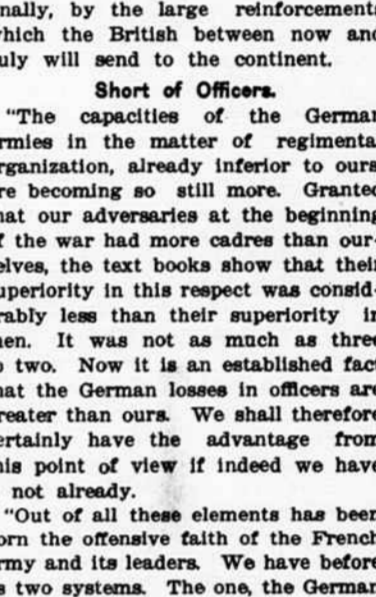 nally, by the large reinforcement
which the British between now and
uly will send to the continent.
Short of Officers.
"The capacities of the German
rmies in the matter of regimenta
rganization, already inferior to ours
re becoming so still more. Granted
hat our adversaries at the beginning
f the war had more cadres than our-
elves, the text books show that their
uperiority in this respect was consid-
rably less than their superiority in
men. It was not as much as three
o two. Now it is an established fact
hat the German losses in officers are
reater than ours. We shall therefore
ertainly have the advantage from
his point of view if indeed we have
not already.
"Out of all these elements has been
orn the offensive faith of the French
rmy and its leaders. We have before
s two systems. The one, the German